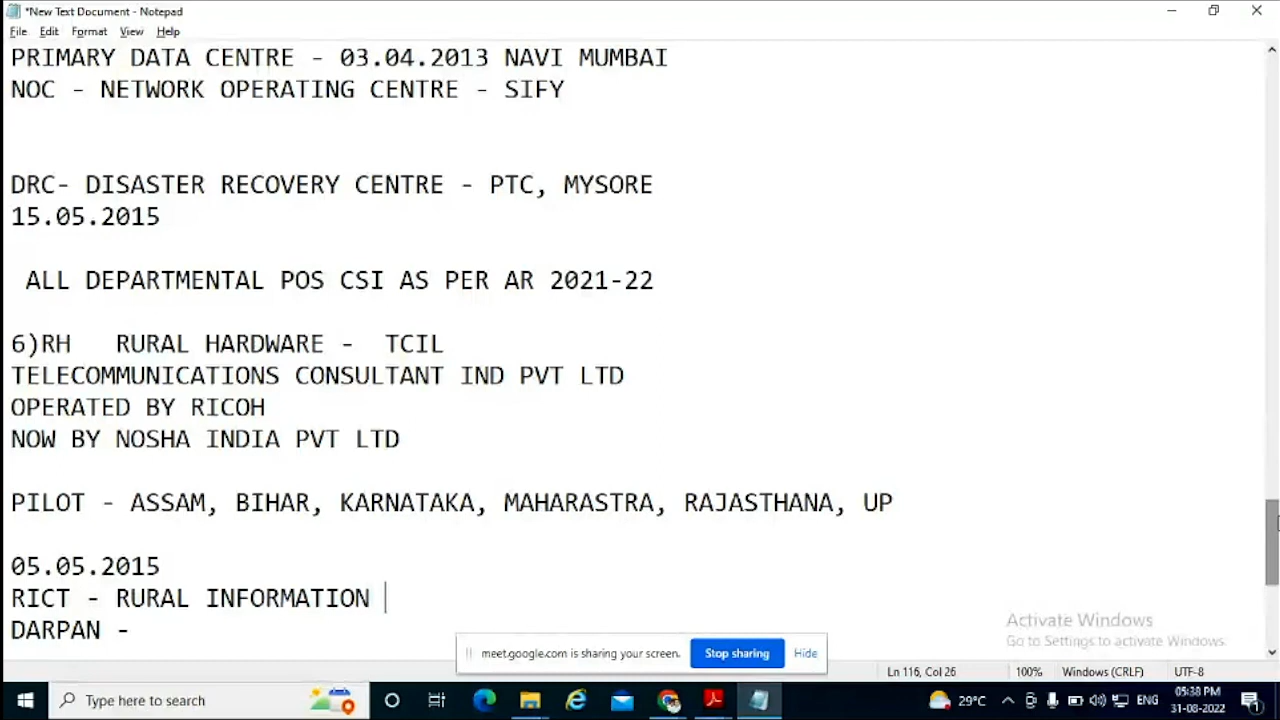 *New Text Document - Notepad
File Edit Format View Help
PRIMARY DATA CENTRE - 03.04.2013 NAVI MUMBAI
NOC - NETWORK OPERATING CENTRE - SIFY
DRC- DISASTER RECOVERY CENTRE - PTC, MYSORE
15.05.2015
ALL DEPARTMENTAL POS CSI AS PER AR 2021-22
6)RH RURAL HARDWARE - TCIL
TELECOMMUNICATIONS CONSULTANT IND PVT LTD
OPERATED BY RICOH
NOW BY NOSHA INDIA PVT LTD
PILOT - ASSAM, BIHAR, KARNATAKA, MAHARASTRA, RAJASTHANA, UP
05.05.2015
RICT - RURAL INFORMATION
DARPAN -
Activate Windows
Go to Settings to activate Windows.
meet.google.com is sharing your screen. Stop sharing Hide
Ln 116, Col 26 100% Windows (CRLF) UTF-8
Type here to search 29°C ENG 05:38 PM
31-08-2022